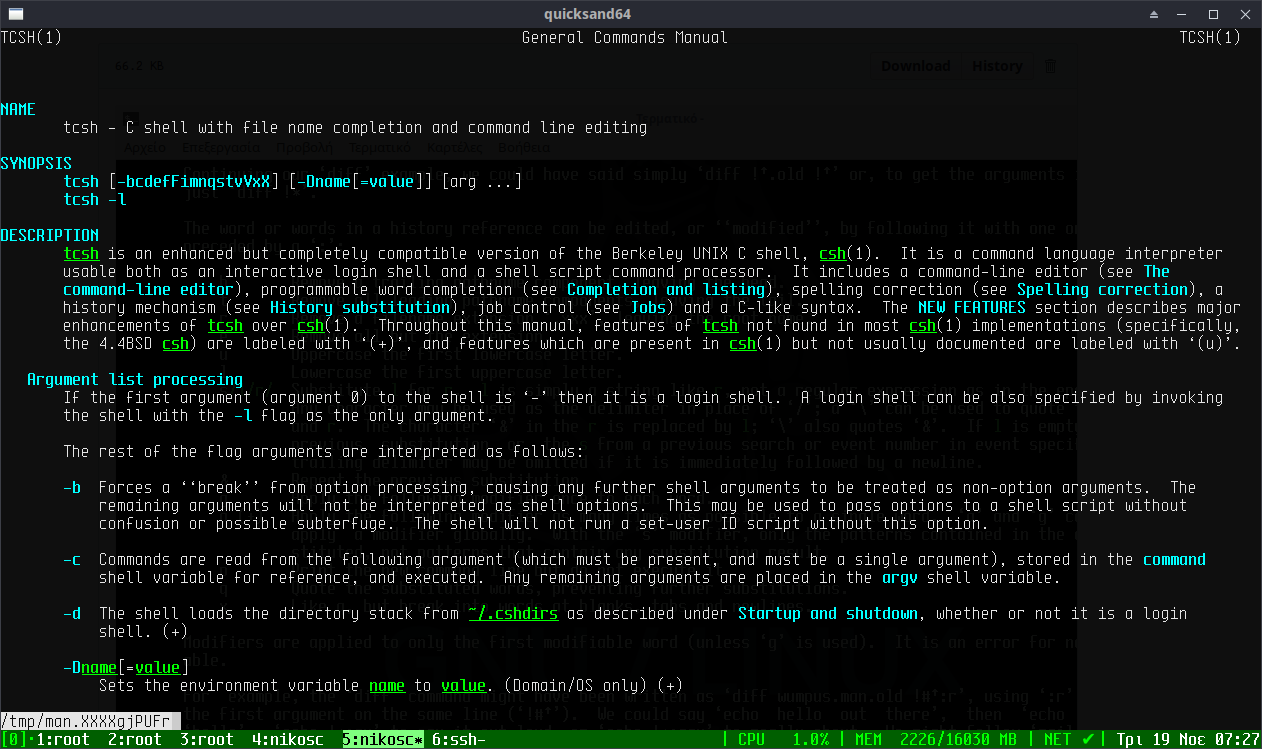 quicksand64
TCSH(1) General Commands Manual TCSH(1)
66.2 KB Download History
NAME
tcsh - C shell with file name completion and command line editing
Αρχείο Επεξεργασία Προβολή Τερματικό Καρτέλες Βοήθεια
SYNOPSIS
tcsh [-bcdefFimnqstvVxX] [-Dname[=value]] [arg ...]
tcsh -l
DESCRIPTION
tcsh is an enhanced but completely compatible version of the Berkeley UNIX C shell, csh(1). It is a command language interpreter
usable both as an interactive login shell and a shell script command processor. It includes a command-line editor (see The
command-line editor), programmable word completion (see Completion and listing), spelling correction (see Spelling correction), a
history mechanism (see History substitution), job control (see Jobs) and a C-like syntax. The NEW FEATURES section describes major
enhancements of tcsh over csh(1). Throughout this manual, features of tcsh not found in most csh(1) implementations (specifically,
the 4.4BSD csh) are labeled with ‘(+)’, and features which are present in csh(1) but not usually documented are labeled with ‘(u)’.
Argument list processing
If the first argument (argument 0) to the shell is ‘-’ then it is a login shell. A login shell can be also specified by invoking
the shell with the -l flag as the only argument.
The rest of the flag arguments are interpreted as follows:
-b Forces a ‘‘break’’ from option processing, causing any further shell arguments to be treated as non-option arguments. The
remaining arguments will not be interpreted as shell options. This may be used to pass options to a shell script without
confusion or possible subterfuge. The shell will not run a set-user ID script without this option.
-c Commands are read from the following argument (which must be present, and must be a single argument), stored in the command
shell variable for reference, and executed. Any remaining arguments are placed in the argv shell variable.
-d The shell loads the directory stack from ~/.cshdirs as described under Startup and shutdown, whether or not it is a login
shell. (+)
-Dname[=value]
Sets the environment variable name to value. (Domain/OS only) (+)
/tmp/man.XXXXgjPUFr
[0]·1:root 2:root 3:root 4:nikosc 5:nikosc* 6:ssh- | CPU 1.0% | MEM 2226/16030 MB | NET ✔ | Τρι 19 Νοε 07:27